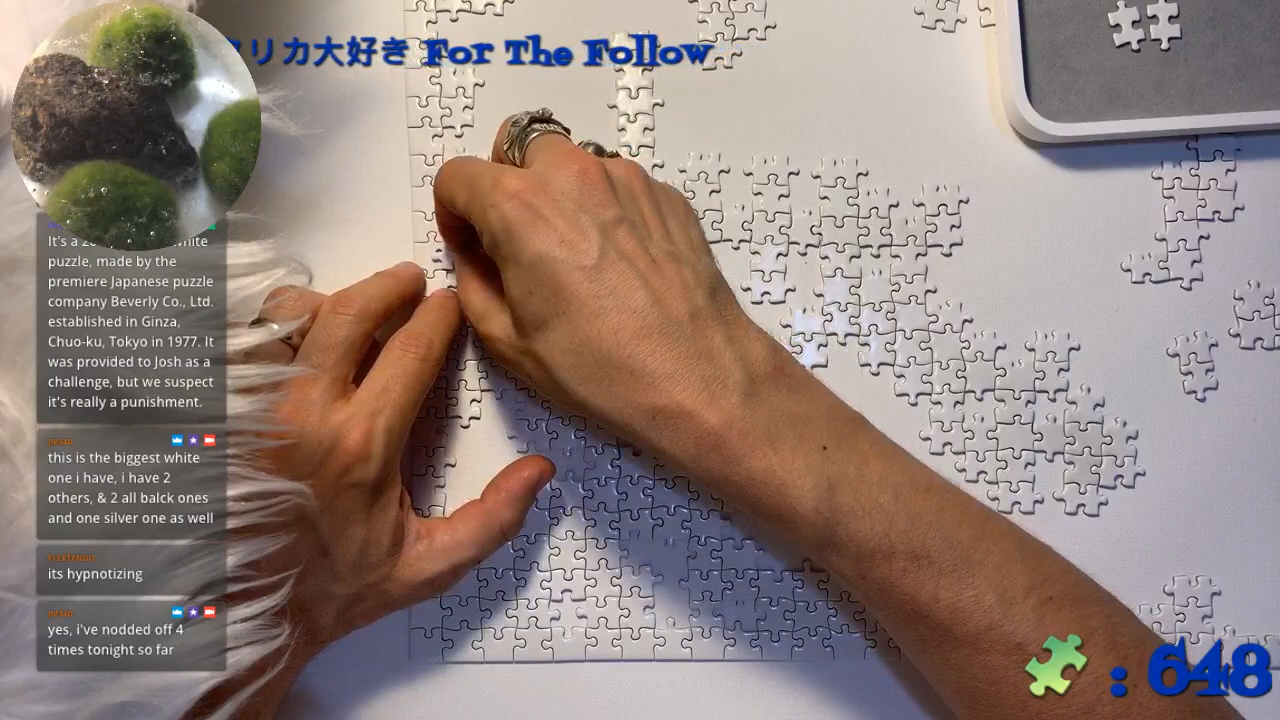 リカ大好き For The Follow
puzzle, made by the
premiere Japanese puzzle
company Beverly Co., Ltd.
established in Ginza,
Chuo-ku, Tokyo in 1977. It
was provided to Josh as a
challenge, but we suspect
it's really a punishment.
this is the biggest white
one i have, i have 2
others, & 2 all balck ones
and one silver one as well
its hypnotizing
yes, i've nodded off 4
times tonight so far
: 648